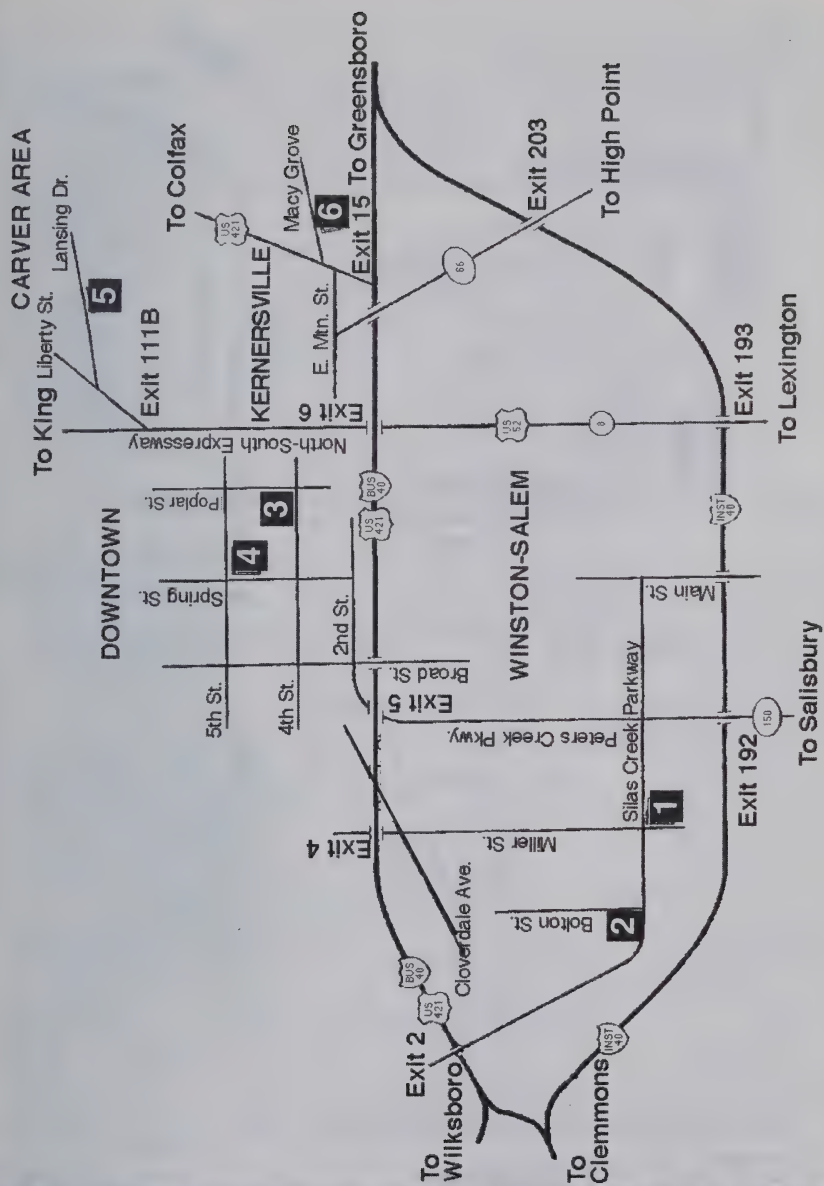 CARVER AREA
To King
Liberty St.
Lansing Dr.
5
Exit 111B
To Colfax
US
421
KERNERSVILLE
Macy Grove
6
E. Mtn. St.
Exit 15
To Greensboro
Exit 6
North-South Expressway
DOWNTOWN
Poplar St.
Spring St.
5th St.
4
3
4th St.
2nd St.
Broad St.
Exit 5
US
421
BUS
40
66
Exit 203
To High Point
US
52
8
WINSTON-SALEM
Exit 4
Cloverdale Ave.
Miller St.
Peters Creek Pkwy.
Silas Creek Parkway
Main St.
1
Bolton St.
2
BUS
40
US
421
Exit 2
To
Wilksboro
To
Clemmons
INST
40
Exit 192
150
To Salisbury
INST
40
Exit 193
To Lexington